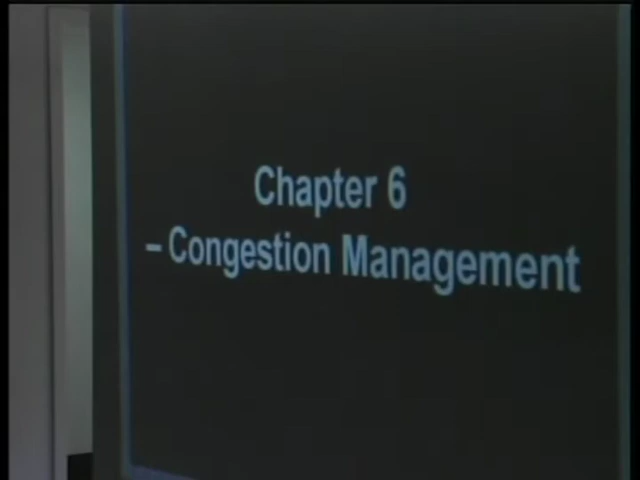 Chapter 6
– Congestion Management